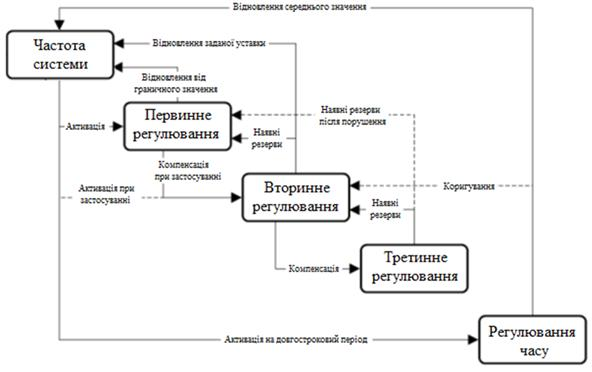 Відновлення середнього значення
Частота
системи
Відновлення заданої уставки
Відновлення від
граничного значення
Первинне
регулювання
Наявні резерви
після порушення
Активація
Наявні
резерви
Компенсація
при застосуванні
Активація при
застосуванні
Вторинне
регулювання
Коригування
Наявні
резерви
Компенсація
Третинне
регулювання
Активація на довгостроковий період
Регулювання
часу